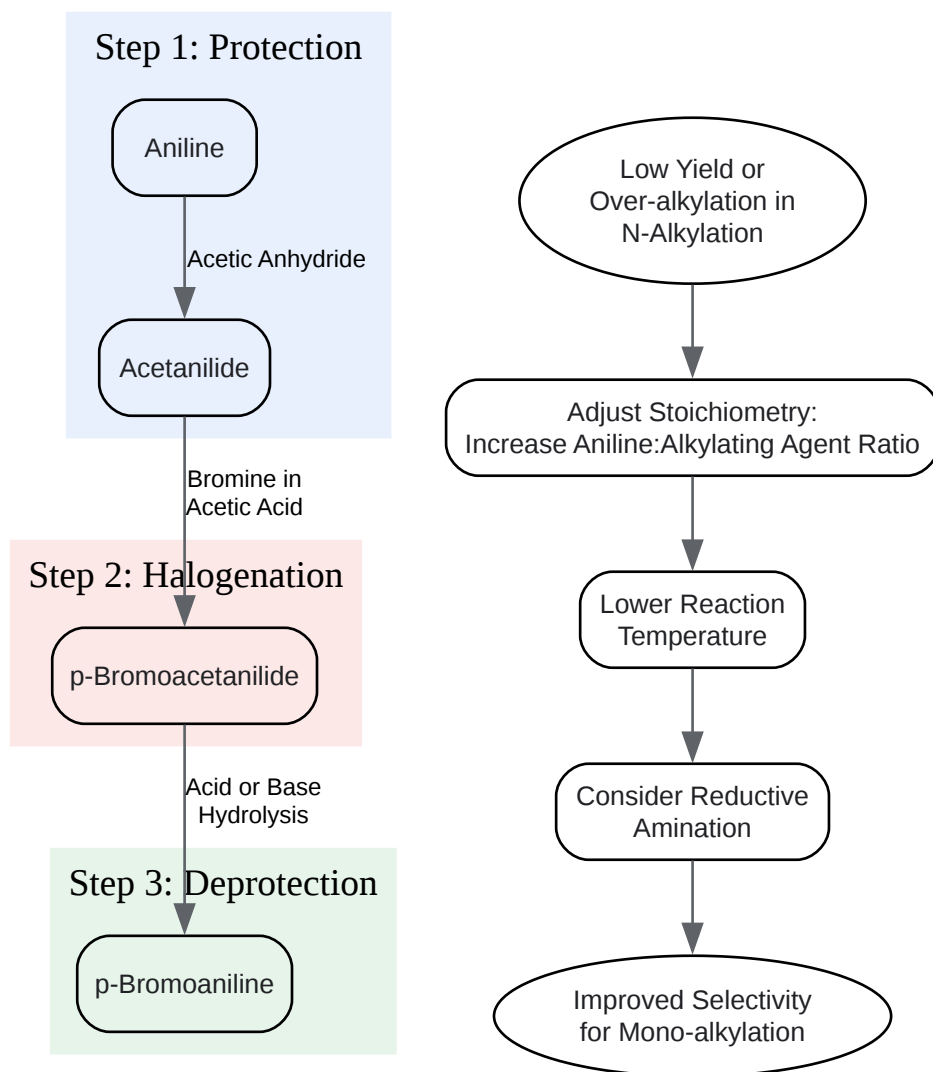 Step 1: Protection
Aniline
Acetic Anhydride
Acetanilide
Bromine in
Acetic Acid
Step 2: Halogenation
p-Bromoacetanilide
Acid or Base
Hydrolysis
Step 3: Deprotection
p-Bromoaniline
Low Yield or
Over-alkylation in
N-Alkylation
Adjust Stoichiometry:
Increase Aniline:Alkylating Agent Ratio
Lower Reaction
Temperature
Consider Reductive
Amination
Improved Selectivity
for Mono-alkylation